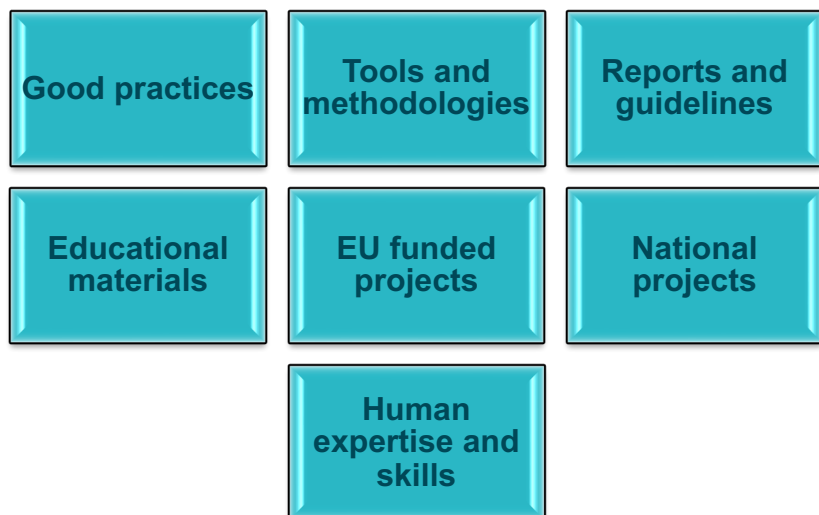 Good practices
Tools and
methodologies
Reports and
guidelines
Educational
materials
EU funded
projects
National
projects
Human
expertise and
skills